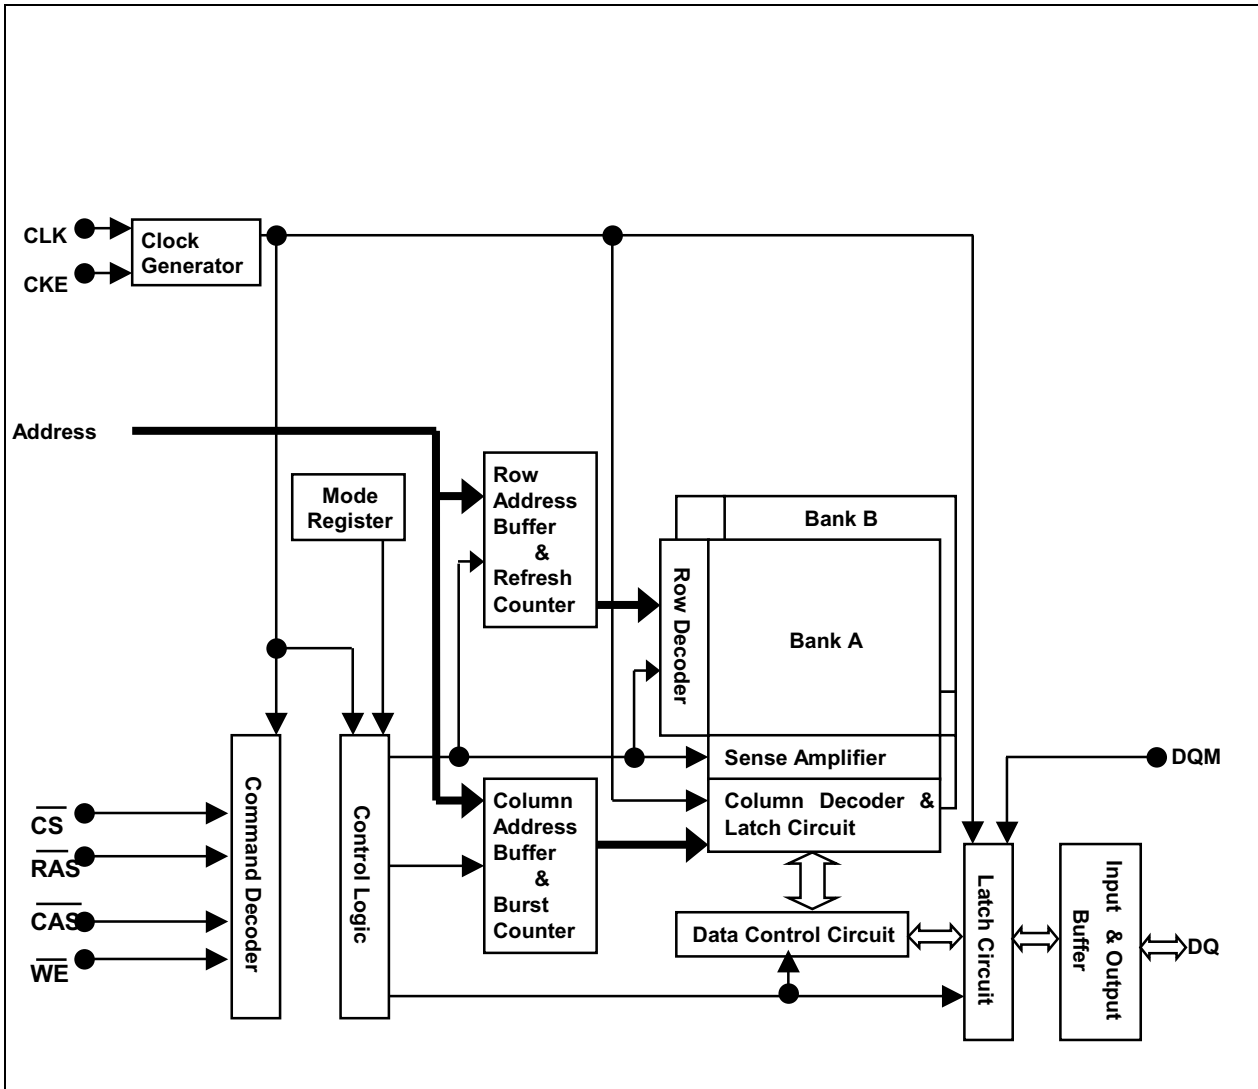 CLK
CKE
Clock
Generator
Address
Mode
Register
Row
Address
Buffer
&
Refresh
Counter
Bank B
Row Decoder
Bank A
Sense Amplifier
Column Decoder &
Latch Circuit
DQM
CS
RAS
CAS
WE
Command Decoder
Control Logic
Column
Address
Buffer
&
Burst
Counter
Data Control Circuit
Latch Circuit
Input & Output
Buffer
DQ